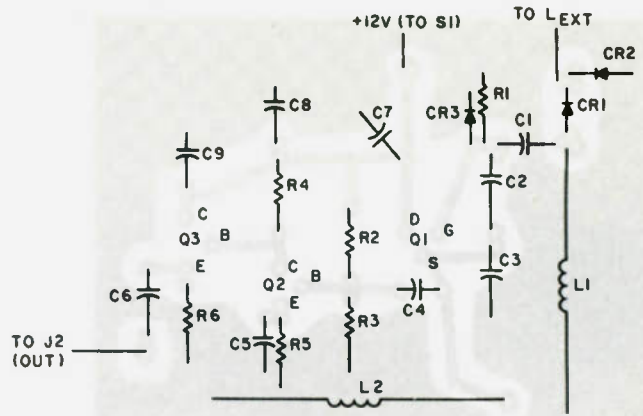 +12V (TO S1)
TO LEXT
CR2
CR1
R1
CR3
C1
C7
C8
C9
C2
R4
C
B
Q3
E
D
G
Q1
S
R2
C3
C
B
Q2
E
C4
L1
C6
R6
R3
C5
R5
TO J2
(OUT)
L2